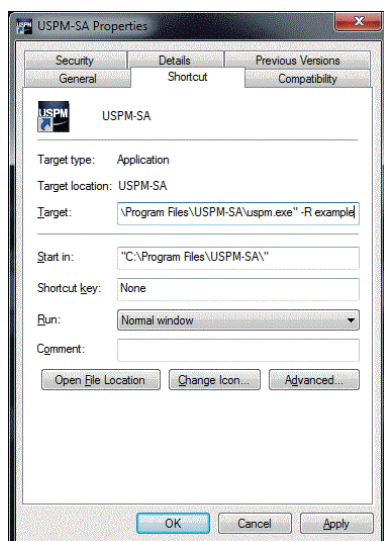 USPM-SA Properties
Security Details Previous Versions
General Shortcut Compatibility
USPM USPM-SA
Target type: Application
Target location: USPM-SA
Target: \Program Files\USPM-SA\uspm.exe" -R example
Start in: "C:\Program Files\USPM-SA\"
Shortcut key: None
Run: Normal window
Comment:
Open File Location Change Icon... Advanced...
OK Cancel Apply